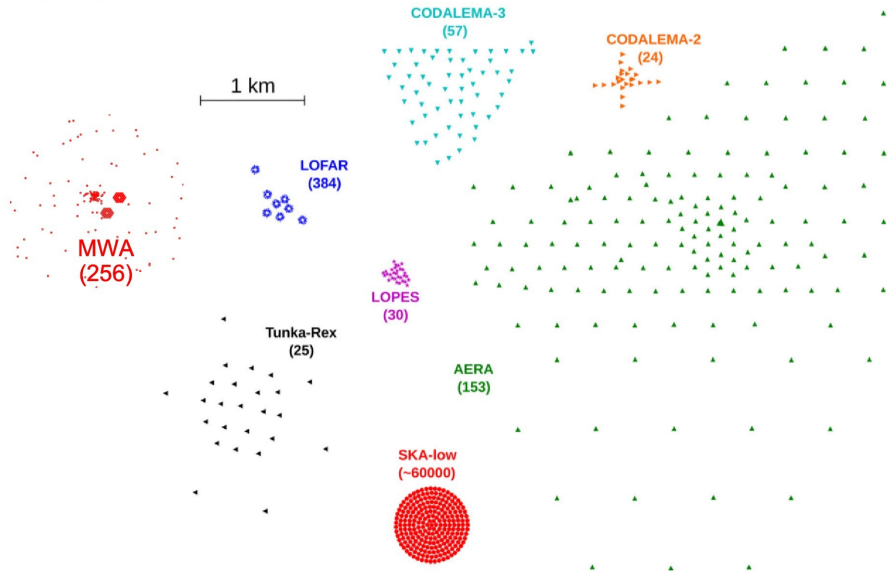 CODALEMA-3
(57)
CODALEMA-2
(24)
1 km
LOFAR
(384)
MWA
(256)
LOPES
(30)
Tunka-Rex
(25)
AERA
(153)
SKA-low
(~60000)